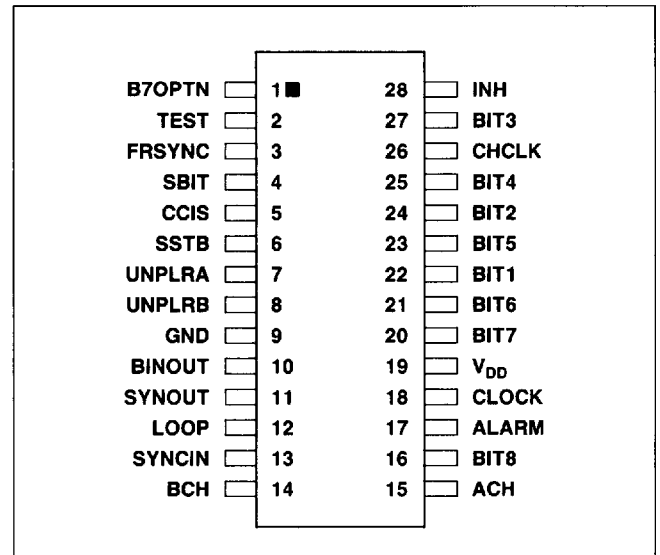 B7OPTN 1 28 INH
TEST 2 27 BIT3
FRSYNC 3 26 CHCLK
SBIT 4 25 BIT4
CCIS 5 24 BIT2
SSTB 6 23 BIT5
UNPLRA 7 22 BIT1
UNPLRB 8 21 BIT6
GND 9 20 BIT7
BINOUT 10 19 VDD
SYNOUT 11 18 CLOCK
LOOP 12 17 ALARM
SYNCIN 13 16 BIT8
BCH 14 15 ACH